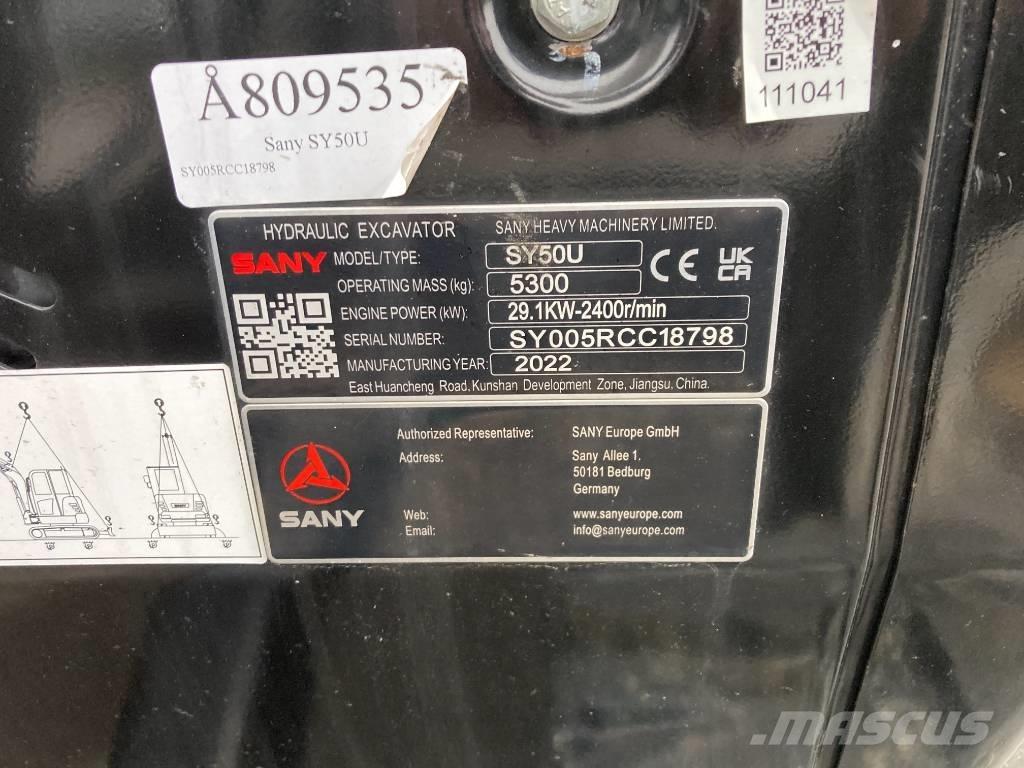 Å809535
Sany SY50U
SY005RCC18798
111041
HYDRAULIC EXCAVATOR SANY HEAVY MACHINERY LIMITED.
SANY MODEL/TYPE: SY50U CE UK CA
OPERATING MASS (kg): 5300
ENGINE POWER (kW): 29.1KW-2400r/min
SERIAL NUMBER: SY005RCC18798
MANUFACTURING YEAR: 2022
East Huancheng Road, Kunshan Development Zone, Jiangsu, China.
Authorized Representative: SANY Europe GmbH
Address: Sany Allee 1.
50181 Bedburg
Germany
SANY
Web: www.sanyeurope.com
Email: info@sanyeurope.com
MASCUS